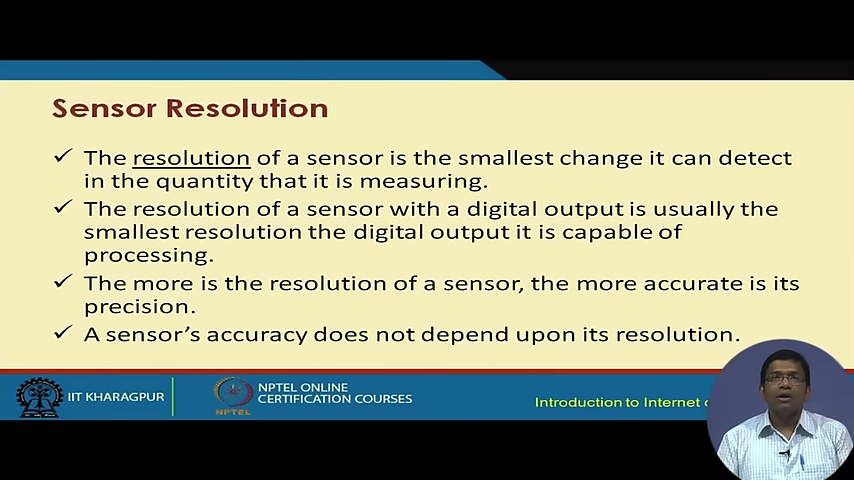 Sensor Resolution
✓ The resolution of a sensor is the smallest change it can detect
in the quantity that it is measuring.
✓ The resolution of a sensor with a digital output is usually the
smallest resolution the digital output it is capable of
processing.
✓ The more is the resolution of a sensor, the more accurate is its
precision.
✓ A sensor's accuracy does not depend upon its resolution.
IIT KHARAGPUR
NPTEL
NPTEL ONLINE
CERTIFICATION COURSES
Introduction to Internet